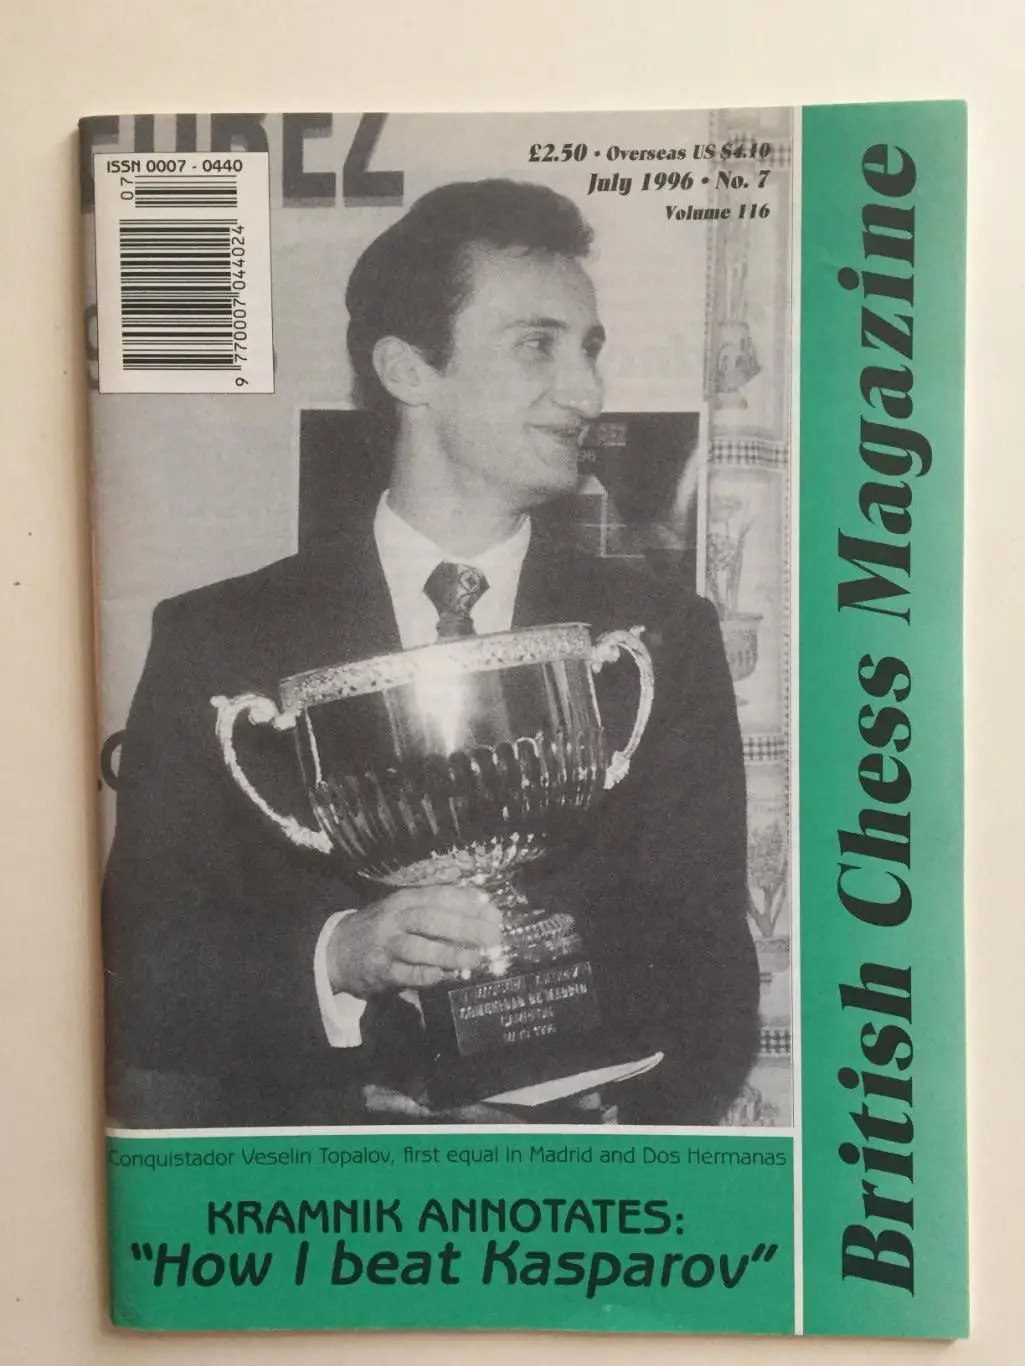 ISSN 0007 - 0440
07
9 770007 044024
£2.50 • Overseas US $4.10
July 1996 • No. 7
Volume 116
British Chess Magazine
Conquistador Veselin Topalov, first equal in Madrid and Dos Hermanas
KRAMNIK ANNOTATES:
"How I beat Kasparov"